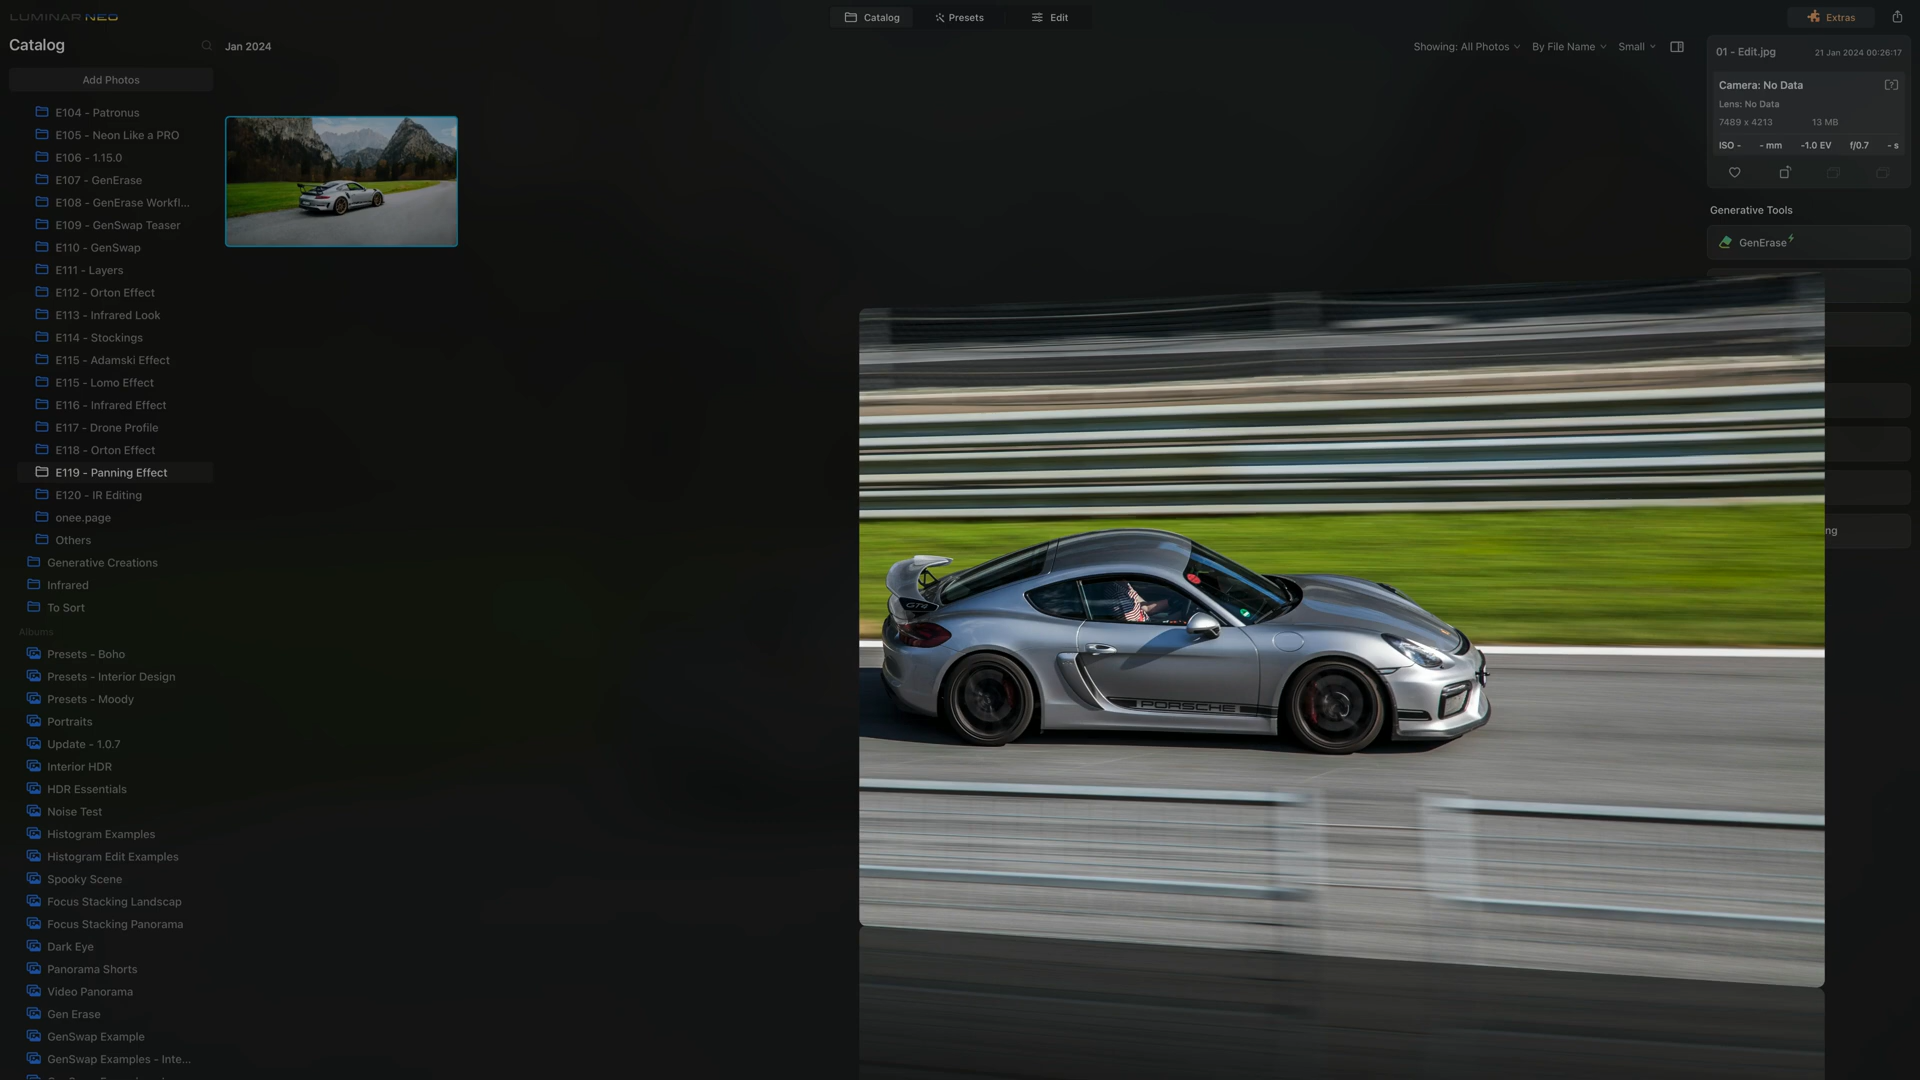 LUMINAR NEO
Catalog
Presets
Edit
Extras
Catalog
Jan 2024
Showing: All Photos
By File Name
Small
Add Photos
E104 - Patronus
E105 - Neon Like a PRO
E106 - 1.15.0
E107 - GenErase
E108 - GenErase Workfl...
E109 - GenSwap Teaser
E110 - GenSwap
E111 - Layers
E112 - Orton Effect
E113 - Infrared Look
E114 - Stockings
E115 - Adamski Effect
E115 - Lomo Effect
E116 - Infrared Effect
E117 - Drone Profile
E118 - Orton Effect
E119 - Panning Effect
E120 - IR Editing
onee.page
Others
Generative Creations
Infrared
To Sort
Albums
Presets - Boho
Presets - Interior Design
Presets - Moody
Portraits
Update - 1.0.7
Interior HDR
HDR Essentials
Noise Test
Histogram Examples
Histogram Edit Examples
Spooky Scene
Focus Stacking Landscap
Focus Stacking Panorama
Dark Eye
Panorama Shorts
Video Panorama
Gen Erase
GenSwap Example
GenSwap Examples - Inte...
01 - Edit.jpg
21 Jan 2024 00:26:17
Camera: No Data
Lens: No Data
7489 x 4213
13 MB
ISO -
- mm
-1.0 EV
f/0.7
- s
Generative Tools
GenErase
ng
GT4
PORSCHE